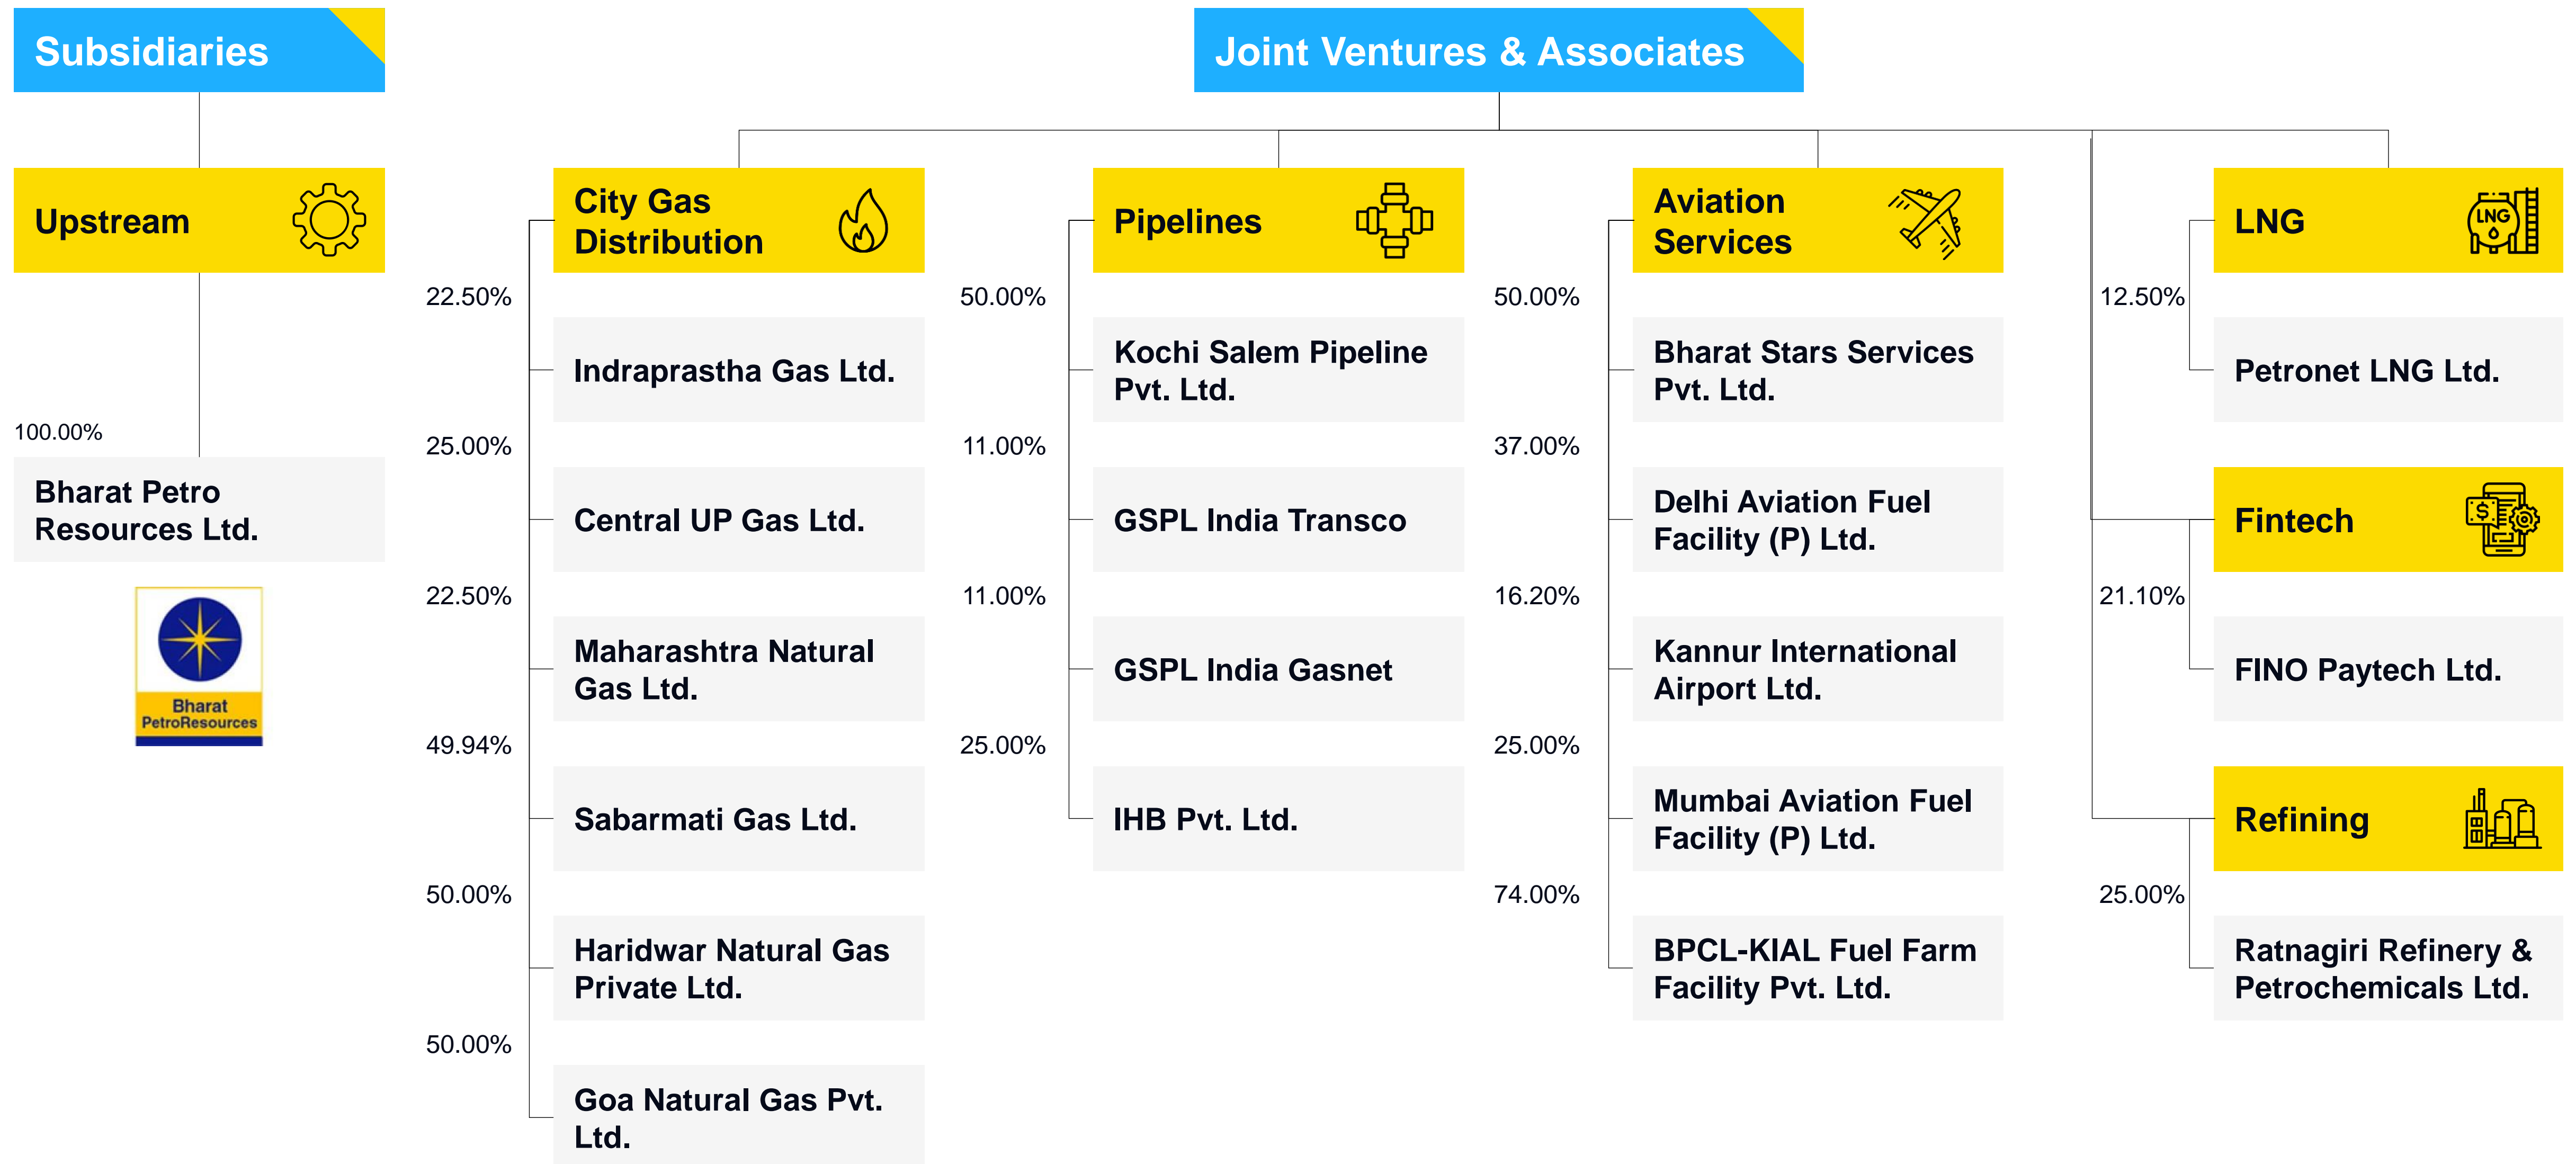 Subsidiaries
Joint Ventures & Associates
Upstream
100.00%
Bharat Petro
Resources Ltd.
Bharat
PetroResources
City Gas
Distribution
22.50%
Indraprastha Gas Ltd.
25.00%
Central UP Gas Ltd.
22.50%
Maharashtra Natural
Gas Ltd.
49.94%
Sabarmati Gas Ltd.
50.00%
Haridwar Natural Gas
Private Ltd.
50.00%
Goa Natural Gas Pvt.
Ltd.
Pipelines
50.00%
Kochi Salem Pipeline
Pvt. Ltd.
11.00%
GSPL India Transco
11.00%
GSPL India Gasnet
25.00%
IHB Pvt. Ltd.
Aviation
Services
50.00%
Bharat Stars Services
Pvt. Ltd.
37.00%
Delhi Aviation Fuel
Facility (P) Ltd.
16.20%
Kannur International
Airport Ltd.
25.00%
Mumbai Aviation Fuel
Facility (P) Ltd.
74.00%
BPCL-KIAL Fuel Farm
Facility Pvt. Ltd.
LNG
LNG
12.50%
Petronet LNG Ltd.
Fintech
$
21.10%
FINO Paytech Ltd.
Refining
25.00%
Ratnagiri Refinery &
Petrochemicals Ltd.